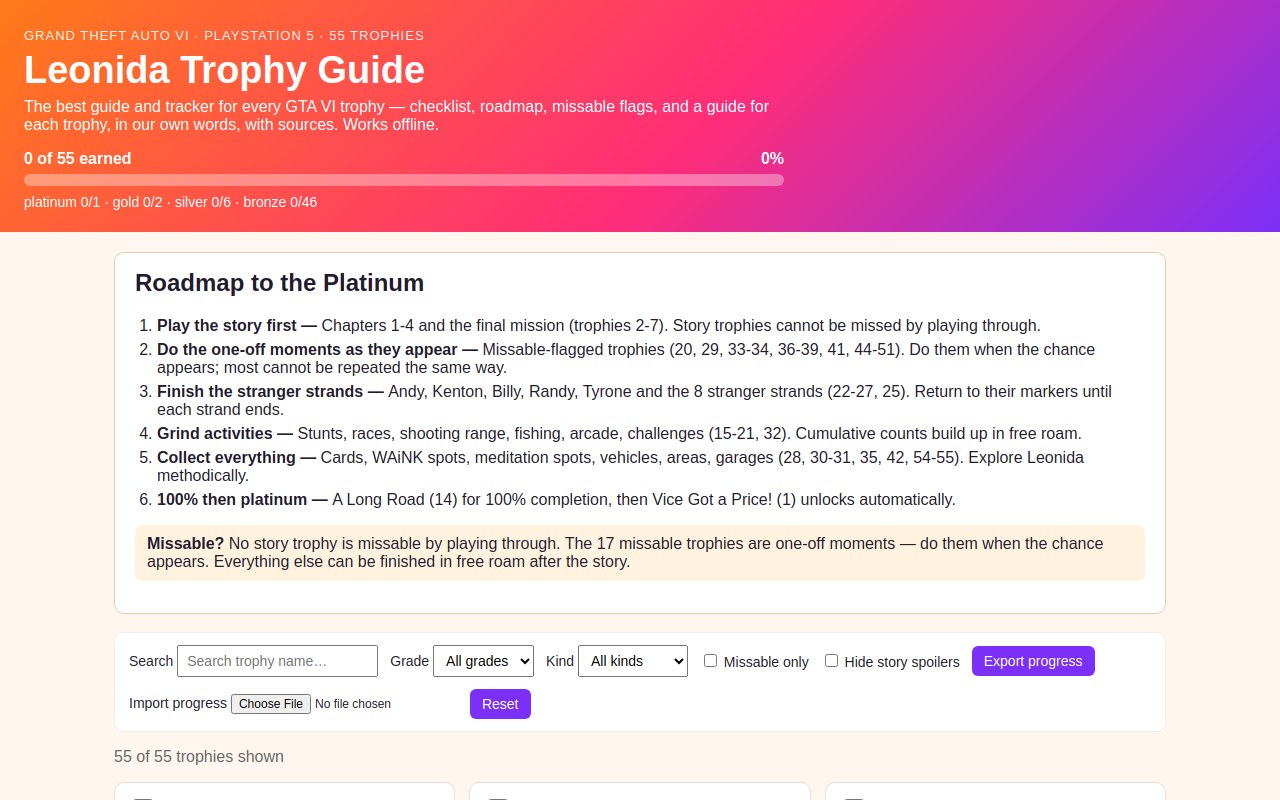 GRAND THEFT AUTO VI · PLAYSTATION 5 · 55 TROPHIES
Leonida Trophy Guide
The best guide and tracker for every GTA VI trophy — checklist, roadmap, missable flags, and a guide for
each trophy, in our own words, with sources. Works offline.
0 of 55 earned 0%
platinum 0/1 · gold 0/2 · silver 0/6 · bronze 0/46
Roadmap to the Platinum
1. Play the story first — Chapters 1-4 and the final mission (trophies 2-7). Story trophies cannot be missed by playing through.
2. Do the one-off moments as they appear — Missable-flagged trophies (20, 29, 33-34, 36-39, 41, 44-51). Do them when the chance
appears; most cannot be repeated the same way.
3. Finish the stranger strands — Andy, Kenton, Billy, Randy, Tyrone and the 8 stranger strands (22-27, 25). Return to their markers until
each strand ends.
4. Grind activities — Stunts, races, shooting range, fishing, arcade, challenges (15-21, 32). Cumulative counts build up in free roam.
5. Collect everything — Cards, WAiNK spots, meditation spots, vehicles, areas, garages (28, 30-31, 35, 42, 54-55). Explore Leonida
methodically.
6. 100% then platinum — A Long Road (14) for 100% completion, then Vice Got a Price! (1) unlocks automatically.
Missable? No story trophy is missable by playing through. The 17 missable trophies are one-off moments — do them when the chance
appears. Everything else can be finished in free roam after the story.
Search Search trophy name… Grade All grades Kind All kinds Missable only Hide story spoilers Export progress
Import progress Choose File No file chosen Reset
55 of 55 trophies shown